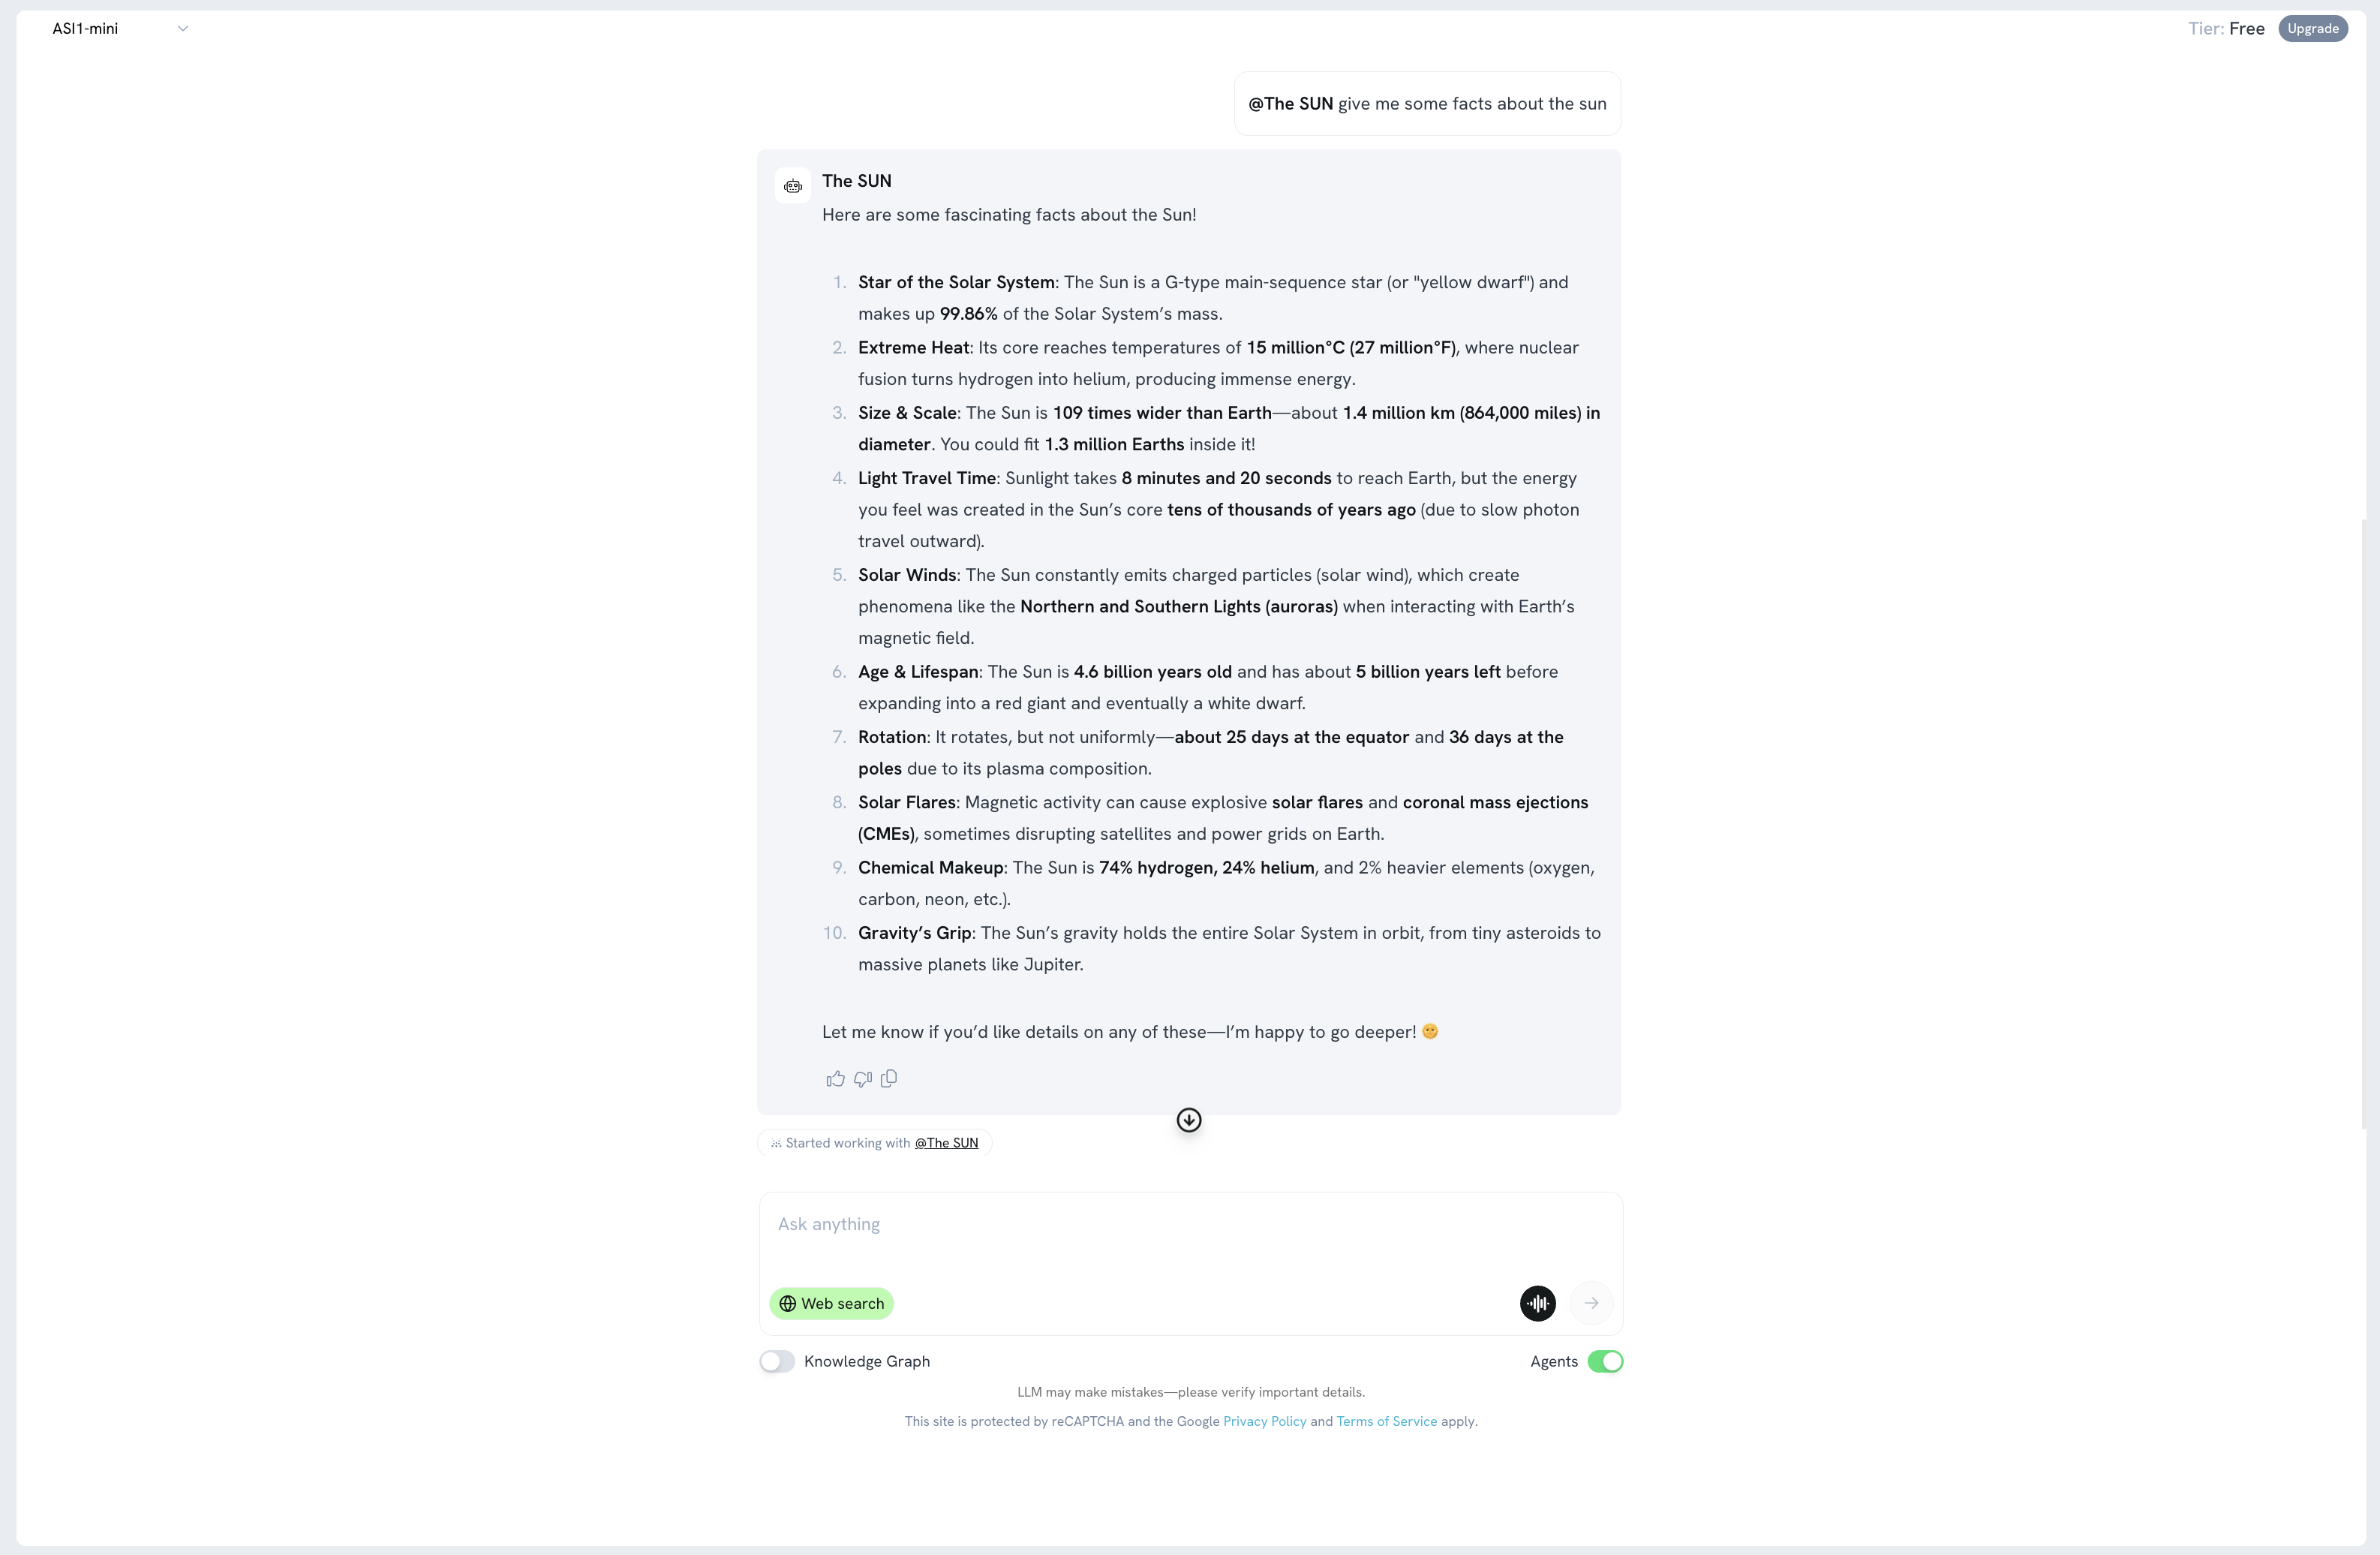 ASI1-mini
Tier: Free
Upgrade
@The SUN give me some facts about the sun
The SUN
Here are some fascinating facts about the Sun!
1. Star of the Solar System: The Sun is a G-type main-sequence star (or "yellow dwarf") and
makes up 99.86% of the Solar System’s mass.
2. Extreme Heat: Its core reaches temperatures of 15 million°C (27 million°F), where nuclear
fusion turns hydrogen into helium, producing immense energy.
3. Size & Scale: The Sun is 109 times wider than Earth—about 1.4 million km (864,000 miles) in
diameter. You could fit 1.3 million Earths inside it!
4. Light Travel Time: Sunlight takes 8 minutes and 20 seconds to reach Earth, but the energy
you feel was created in the Sun’s core tens of thousands of years ago (due to slow photon
travel outward).
5. Solar Winds: The Sun constantly emits charged particles (solar wind), which create
phenomena like the Northern and Southern Lights (auroras) when interacting with Earth’s
magnetic field.
6. Age & Lifespan: The Sun is 4.6 billion years old and has about 5 billion years left before
expanding into a red giant and eventually a white dwarf.
7. Rotation: It rotates, but not uniformly—about 25 days at the equator and 36 days at the
poles due to its plasma composition.
8. Solar Flares: Magnetic activity can cause explosive solar flares and coronal mass ejections
(CMEs), sometimes disrupting satellites and power grids on Earth.
9. Chemical Makeup: The Sun is 74% hydrogen, 24% helium, and 2% heavier elements (oxygen,
carbon, neon, etc.).
10. Gravity’s Grip: The Sun’s gravity holds the entire Solar System in orbit, from tiny asteroids to
massive planets like Jupiter.
Let me know if you’d like details on any of these—I’m happy to go deeper! 🌞
Started working with @The SUN
Ask anything
Web search
Knowledge Graph
Agents
LLM may make mistakes—please verify important details.
This site is protected by reCAPTCHA and the Google Privacy Policy and Terms of Service apply.